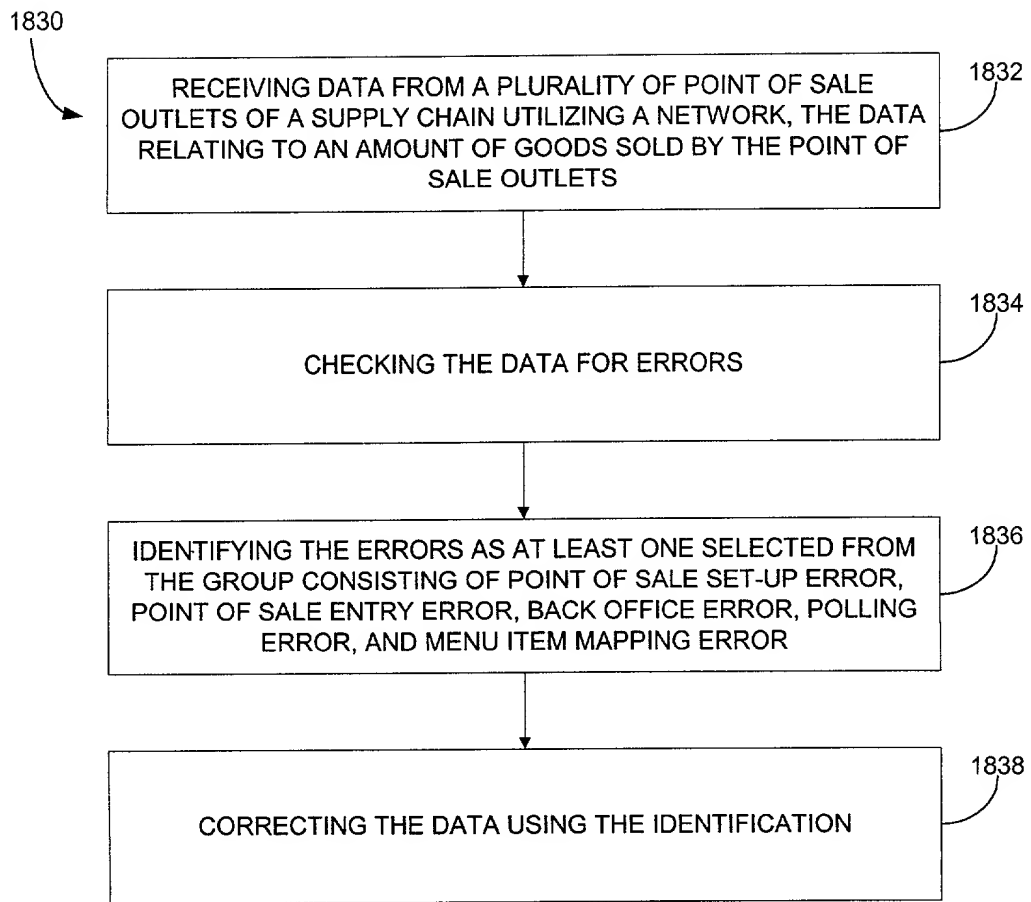 1830
RECEIVING DATA FROM A PLURALITY OF POINT OF SALE
OUTLETS OF A SUPPLY CHAIN UTILIZING A NETWORK, THE DATA
RELATING TO AN AMOUNT OF GOODS SOLD BY THE POINT OF
SALE OUTLETS
1832
CHECKING THE DATA FOR ERRORS
1834
IDENTIFYING THE ERRORS AS AT LEAST ONE SELECTED FROM
THE GROUP CONSISTING OF POINT OF SALE SET-UP ERROR,
POINT OF SALE ENTRY ERROR, BACK OFFICE ERROR, POLLING
ERROR, AND MENU ITEM MAPPING ERROR
1836
CORRECTING THE DATA USING THE IDENTIFICATION
1838